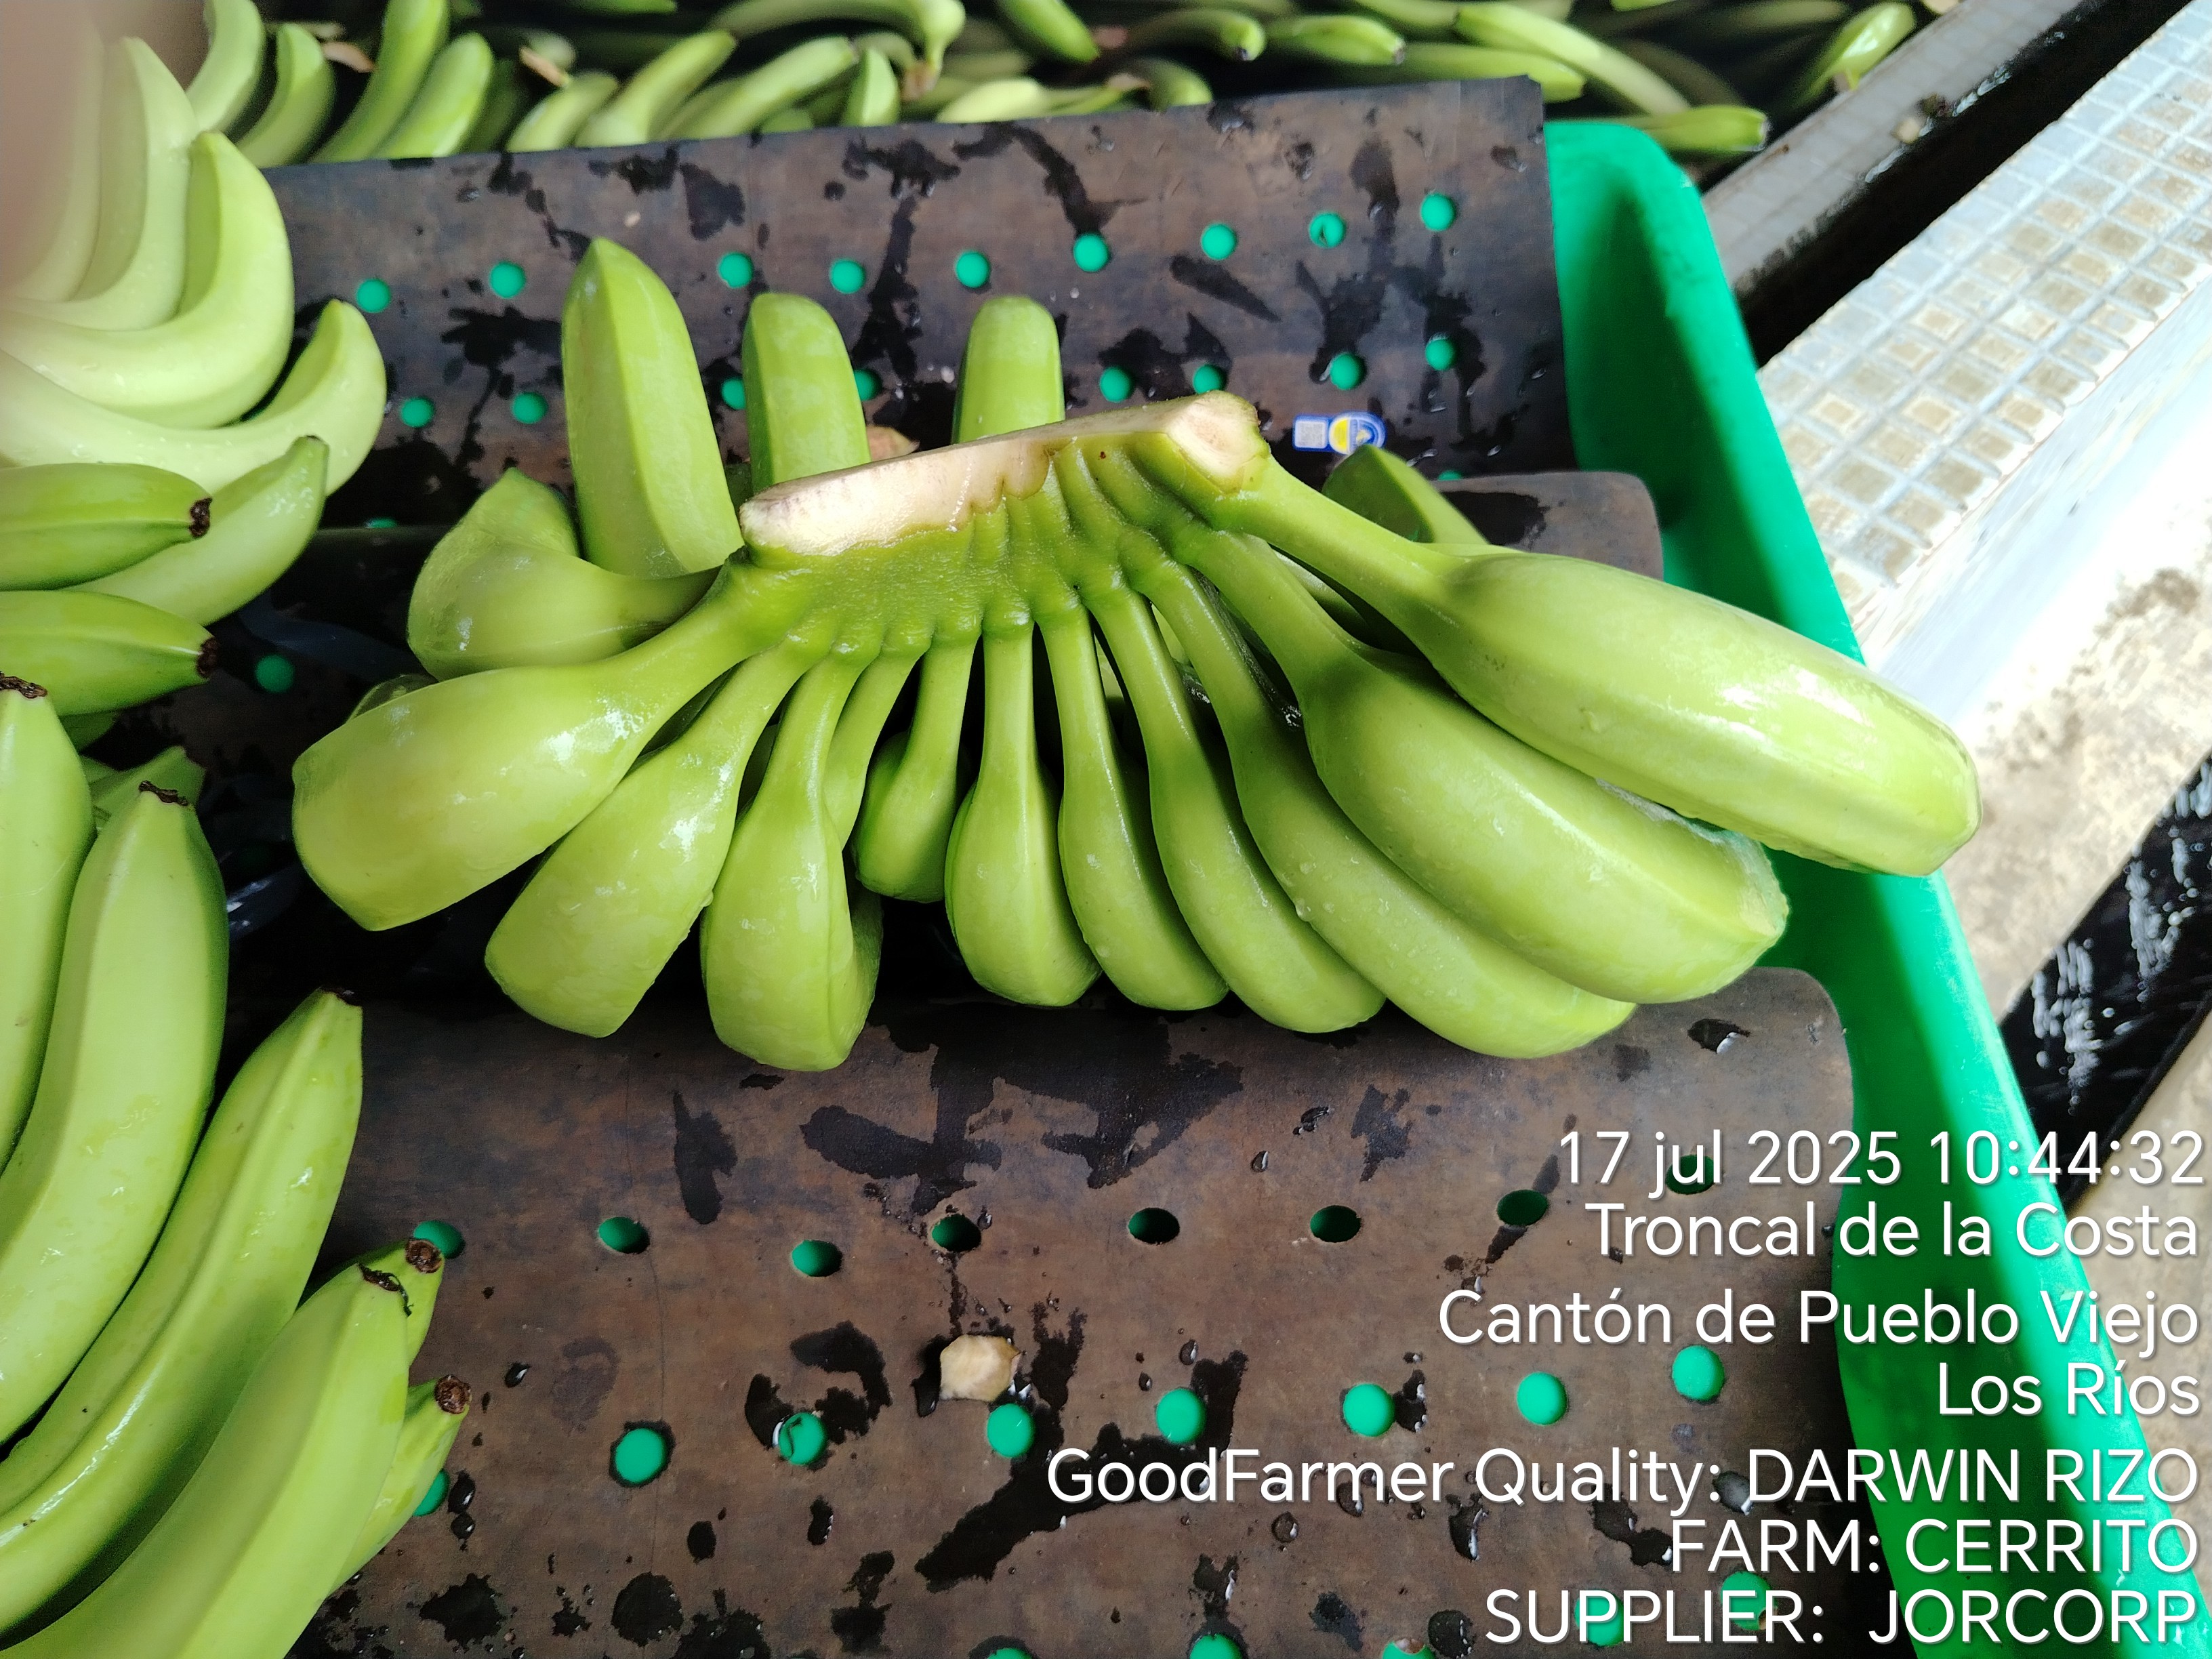 17 jul 2025 10:44:32
Troncal de la Costa
Cantón de Pueblo Viejo
Los Ríos
GoodFarmer Quality: DARWIN RIZO
FARM: CERRITO
SUPPLIER: JORCORP